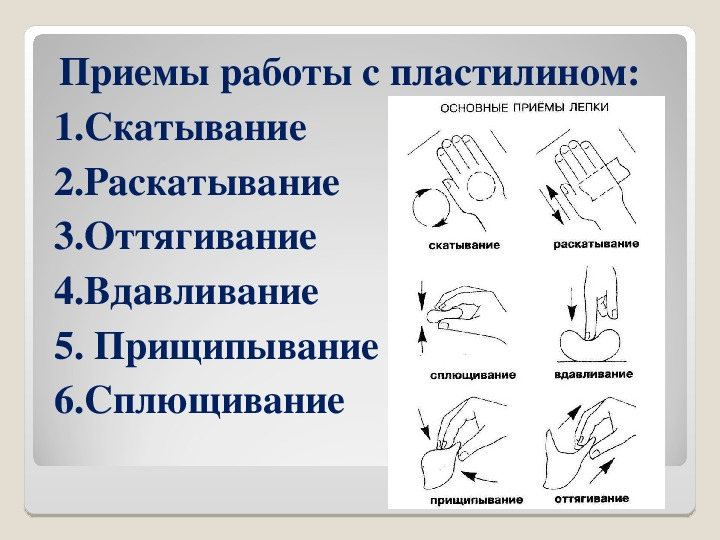 Приемы работы с пластилином:
1.Скатывание
2.Раскатывание
3.Оттягивание
4.Вдавливание
5. Прищипывание
6.Сплющивание
ОСНОВНЫЕ ПРИЁМЫ ЛЕПКИ
скатывание
раскатывание
сплющивание
вдавливание
прищипывание
оттягивание